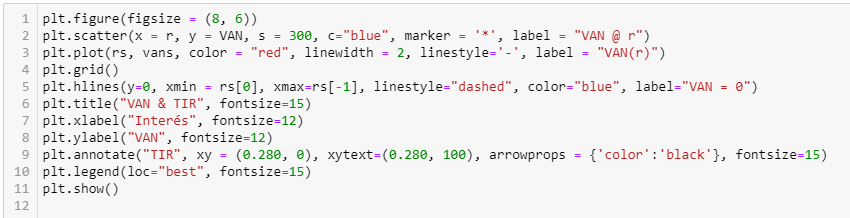 1 plt.figure(figsize = (8, 6))
2 plt.scatter(x = r, y = VAN, s = 300, c="blue", marker = '*', label = "VAN @ r")
3 plt.plot(rs, vans, color = "red", linewidth = 2, linestyle='-', label = "VAN(r)")
4 plt.grid()
5 plt.hlines(y=0, xmin = rs[0], xmax=rs[-1], linestyle="dashed", color="blue", label="VAN = 0")
6 plt.title("VAN & TIR", fontsize=15)
7 plt.xlabel("Interés", fontsize=12)
8 plt.ylabel("VAN", fontsize=12)
9 plt.annotate("TIR", xy = (0.280, 0), xytext=(0.280, 100), arrowprops = {'color':'black'}, fontsize=15)
10 plt.legend(loc="best", fontsize=15)
11 plt.show()
12